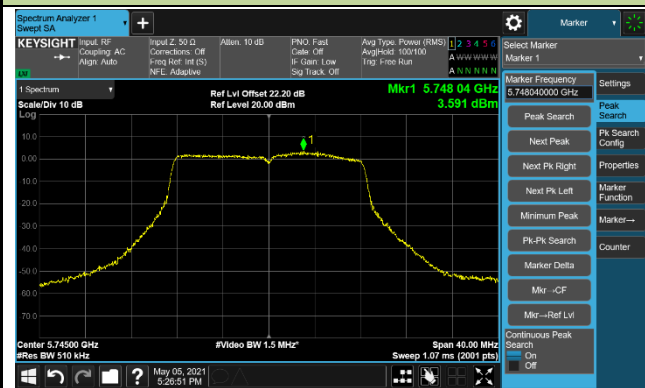 Spectrum Analyzer 1
Swept SA
Marker
KEYSIGHT
Input: RF
Coupling: AC
Align: Auto
Input Z: 50 Ω
Corrections: Off
Freq Ref: Int (S)
NFE: Adaptive
Atten: 10 dB
PNO: Fast
Gate: Off
IF Gain: Low
Sig Track: Off
Avg Type: Power (RMS)
Avg|Hold: 100/100
Trig: Free Run
1 2 3 4 5 6
A W W W W W
A N N N N N
LXI
Select Marker
Marker 1
1 Spectrum
Scale/Div 10 dB
Log
Ref Lvl Offset 22.20 dB
Ref Level 20.00 dBm
Mkr1 5.748 04 GHz
3.591 dBm
10.0
0.00
-10.0
-20.0
-30.0
-40.0
-50.0
-60.0
-70.0
1
Center 5.74500 GHz
#Res BW 510 kHz
#Video BW 1.5 MHz*
Span 40.00 MHz
Sweep 1.07 ms (2001 pts)
Marker Frequency
5.748040000 GHz
Peak Search
Next Peak
Next Pk Right
Next Pk Left
Minimum Peak
Pk-Pk Search
Marker Delta
Mkr→CF
Mkr→Ref Lvl
Continuous Peak
Search
On
Off
Settings
Peak
Search
Pk Search
Config
Properties
Marker
Function
Marker→
Counter
May 05, 2021
5:26:51 PM